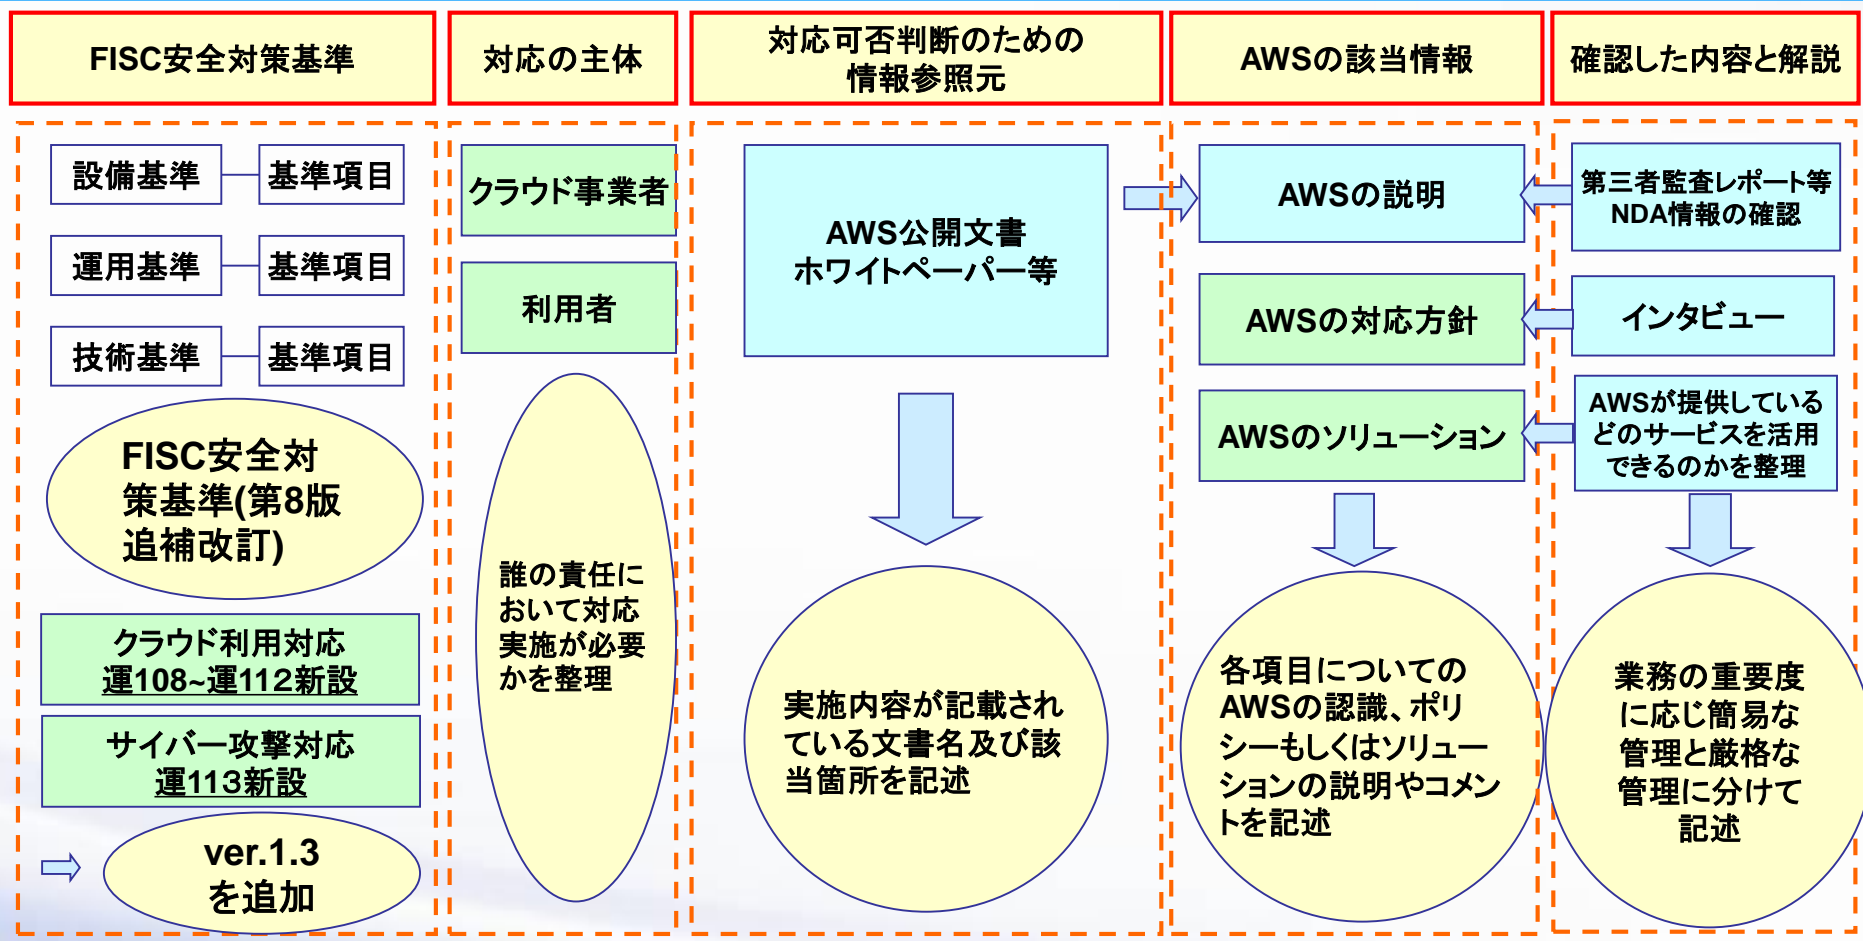 FISC安全対策基準
対応の主体
対応可否判断のための
情報参照元
AWSの該当情報
確認した内容と解説
設備基準
基準項目
運用基準
基準項目
技術基準
基準項目
FISC安全対
策基準(第8版
追補改訂)
クラウド利用対応
運108~運112新設
サイバー攻撃対応
運113新設
ver.1.3
を追加
クラウド事業者
利用者
誰の責任に
おいて対応
実施が必要
かを整理
AWS公開文書
ホワイトペーパー等
実施内容が記載され
ている文書名及び該
当箇所を記述
AWSの説明
AWSの対応方針
AWSのソリューション
各項目についての
AWSの認識、ポリ
シーもしくはソリュー
ションの説明やコメン
トを記述
第三者監査レポート等
NDA情報の確認
インタビュー
AWSが提供している
どのサービスを活用
できるのかを整理
業務の重要度
に応じ簡易な
管理と厳格な
管理に分けて
記述